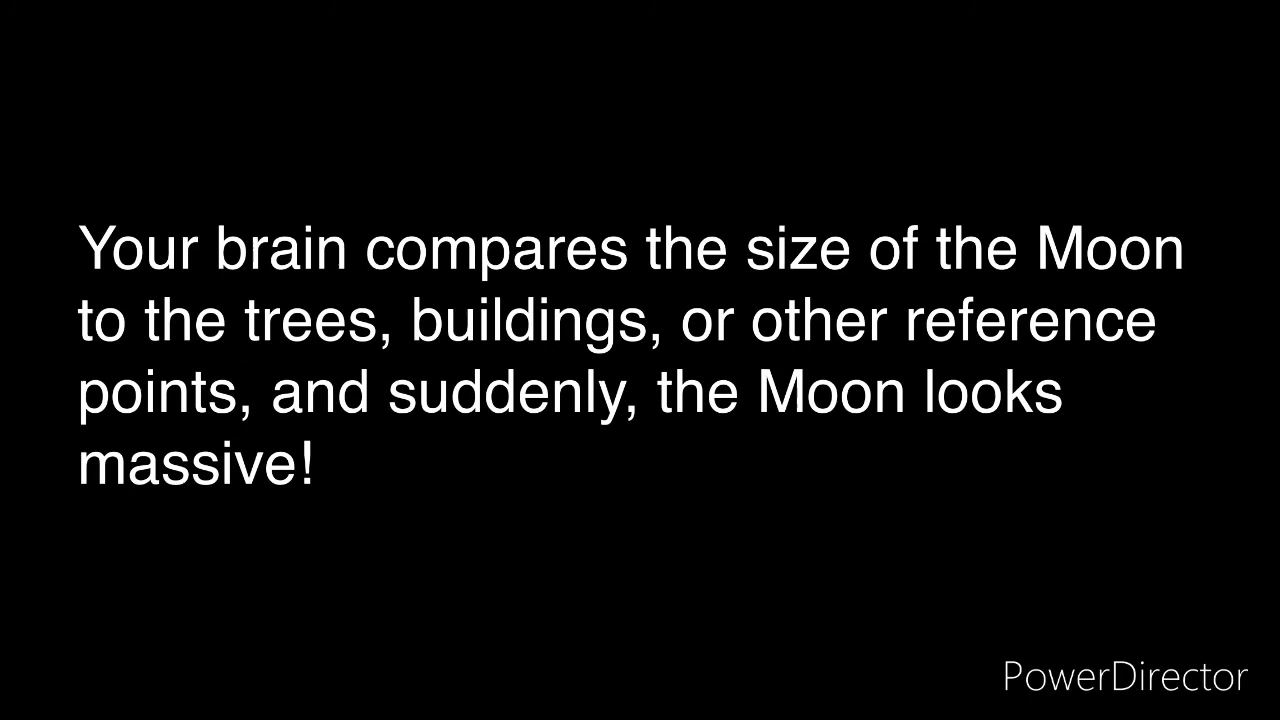 Your brain compares the size of the Moon
to the trees, buildings, or other reference
points, and suddenly, the Moon looks
massive!
PowerDirector